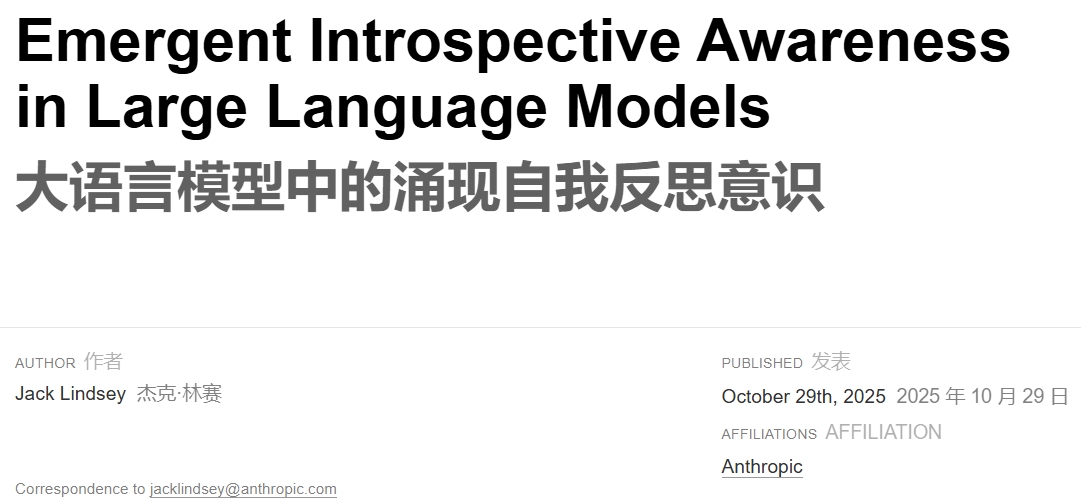 Emergent Introspective Awareness
in Large Language Models
大语言模型中的涌现自我反思意识
AUTHOR 作者
Jack Lindsey 杰克·林赛
Correspondence to jacklindsey@anthropic.com
PUBLISHED 发表
October 29th, 2025 2025 年 10 月 29 日
AFFILIATIONS AFFILIATION
Anthropic